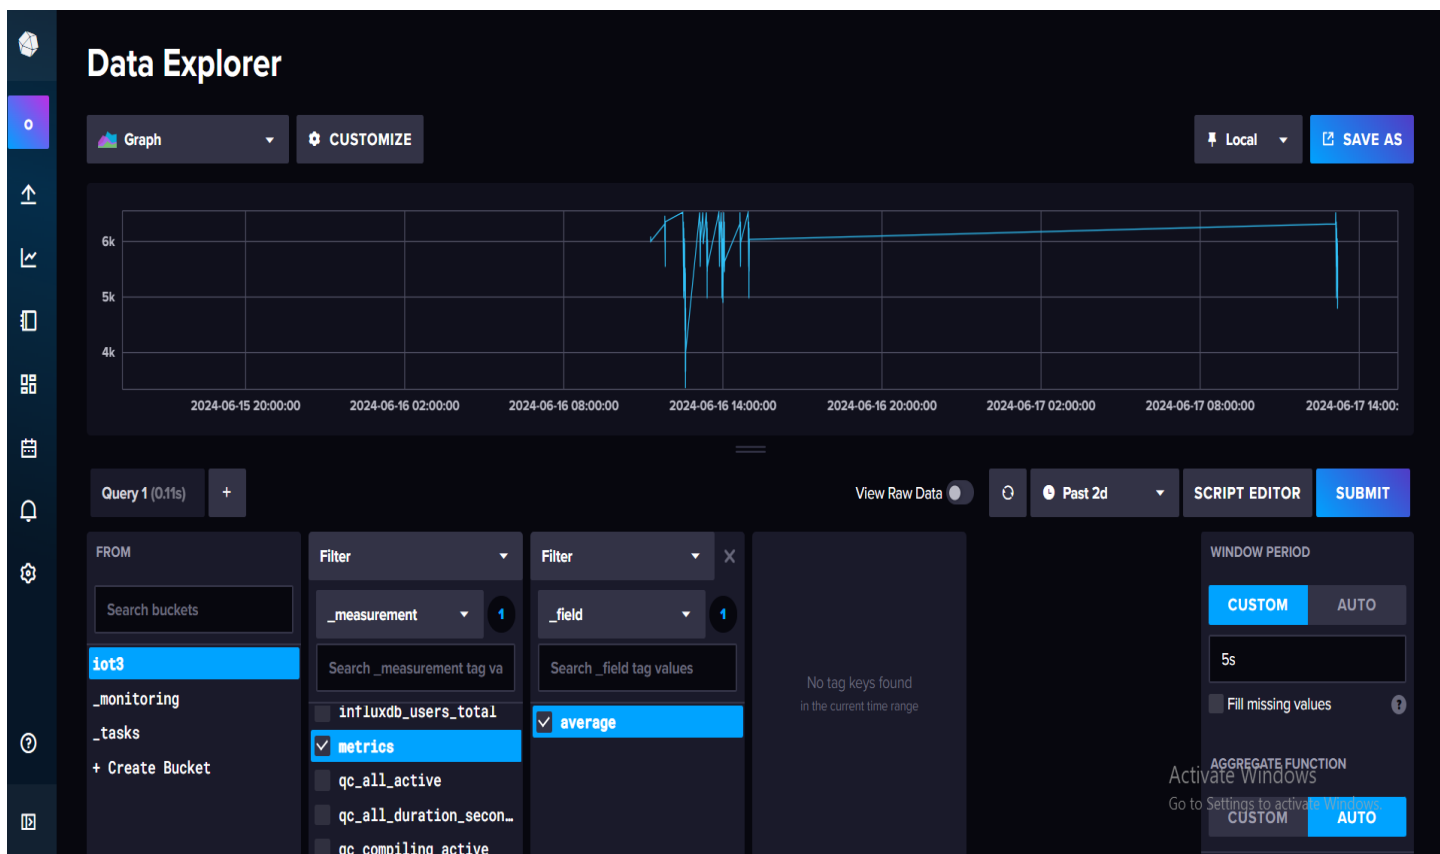 Data Explorer
o
Graph
CUSTOMIZE
Local
SAVE AS
6k
5k
4k
2024-06-15 20:00:00
2024-06-16 02:00:00
2024-06-16 08:00:00
2024-06-16 14:00:00
2024-06-16 20:00:00
2024-06-17 02:00:00
2024-06-17 08:00:00
2024-06-17 14:00:
Query 1 (0.11s)
+
View Raw Data
Past 2d
SCRIPT EDITOR
SUBMIT
FROM
Search buckets
iot3
_monitoring
_tasks
+ Create Bucket
Filter
_measurement
1
Search _measurement tag va
influxdb_users_total
metrics
qc_all_active
qc_all_duration_secon…
qc_compiling_active
Filter
X
_field
1
Search _field tag values
average
No tag keys found
in the current time range
WINDOW PERIOD
CUSTOM
AUTO
5s
Fill missing values
?
AGGREGATE FUNCTION
CUSTOM
AUTO
Activate Windows
Go to Settings to activate Windows.